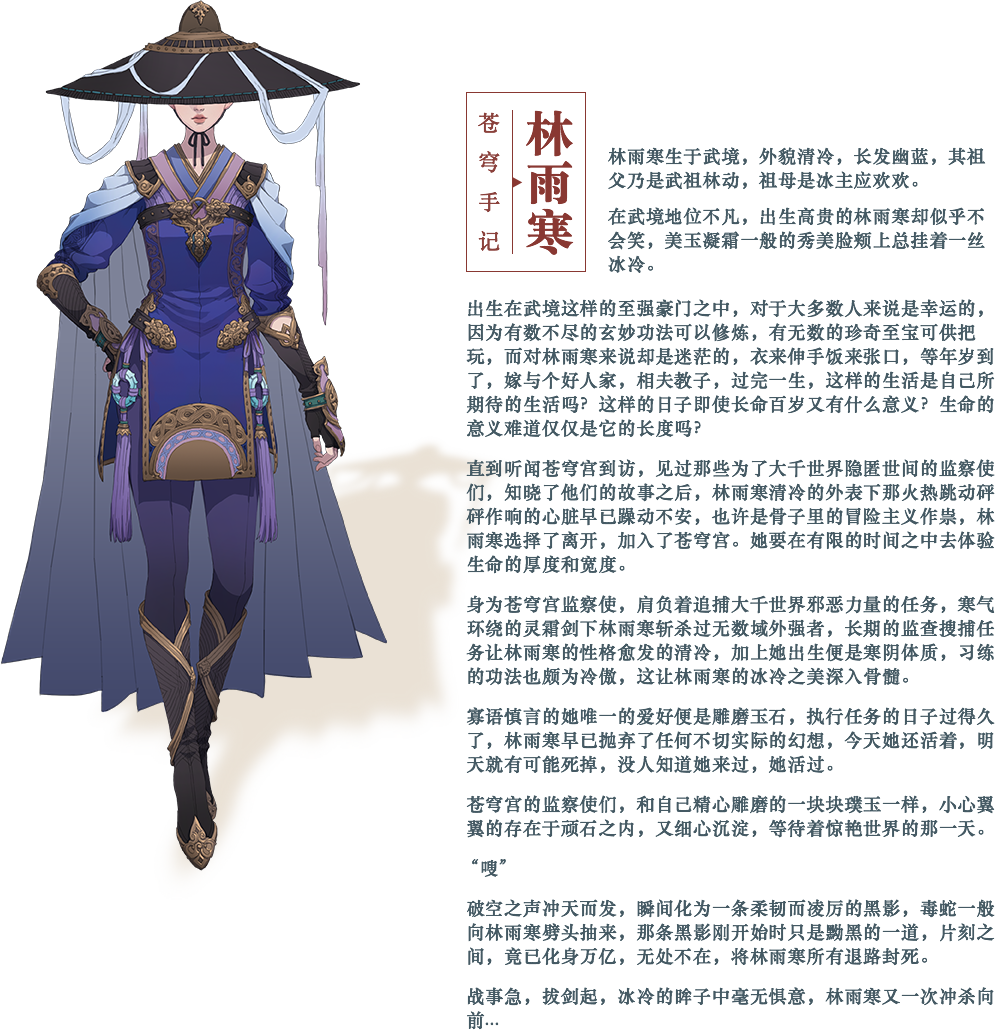 林雨寒
苍穹手记
林雨寒生于武境，外貌清冷，长发幽蓝，其祖
父乃是武祖林动，祖母是冰主应欢欢。
在武境地位不凡，出生高贵的林雨寒却似乎不
会笑，美玉凝霜一般的秀美脸颊上总挂着一丝
冰冷。
出生在武境这样的至强豪门之中，对于大多数人来说是幸运的，
因为有数不尽的玄妙功法可以修炼，有无数的珍奇至宝可供把
玩，而对林雨寒来说却是迷茫的，衣来伸手饭来张口，等年岁到
了，嫁与个好人家，相夫教子，过完一生，这样的生活是自己所
期待的生活吗？这样的日子即使长命百岁又有什么意义？生命的
意义难道仅仅是它的长度吗？
直到听闻苍穹宫到访，见过那些为了大千世界隐匿世间的监察使
们，知晓了他们的故事之后，林雨寒清冷的外表下那火热跳动砰
砰作响的心脏早已躁动不安，也许是骨子里的冒险主义作祟，林
雨寒选择了离开，加入了苍穹宫。她要在有限的时间之中去体验
生命的厚度和宽度。
身为苍穹宫监察使，肩负着追捕大千世界邪恶力量的任务，寒气
环绕的灵霜剑下林雨寒斩杀过无数域外强者，长期的监查搜捕任
务让林雨寒的性格愈发的清冷，加上她出生便是寒阴体质，习练
的功法也颇为冷傲，这让林雨寒的冰冷之美深入骨髓。
寡语慎言的她唯一的爱好便是雕磨玉石，执行任务的日子过得久
了，林雨寒早已抛弃了任何不切实际的幻想，今天她还活着，明
天就有可能死掉，没人知道她来过，她活过。
苍穹宫的监察使们，和自己精心雕磨的一块块璞玉一样，小心翼
翼的存在于顽石之内，又细心沉淀，等待着惊艳世界的那一天。
“嗖”
破空之声冲天而发，瞬间化为一条柔韧而凌厉的黑影，毒蛇一般
向林雨寒劈头抽来，那条黑影刚开始时只是黝黑的一道，片刻之
间，竟已化身万亿，无处不在，将林雨寒所有退路封死。
战事急，拔剑起，冰冷的眸子中毫无惧意，林雨寒又一次冲杀向
前...